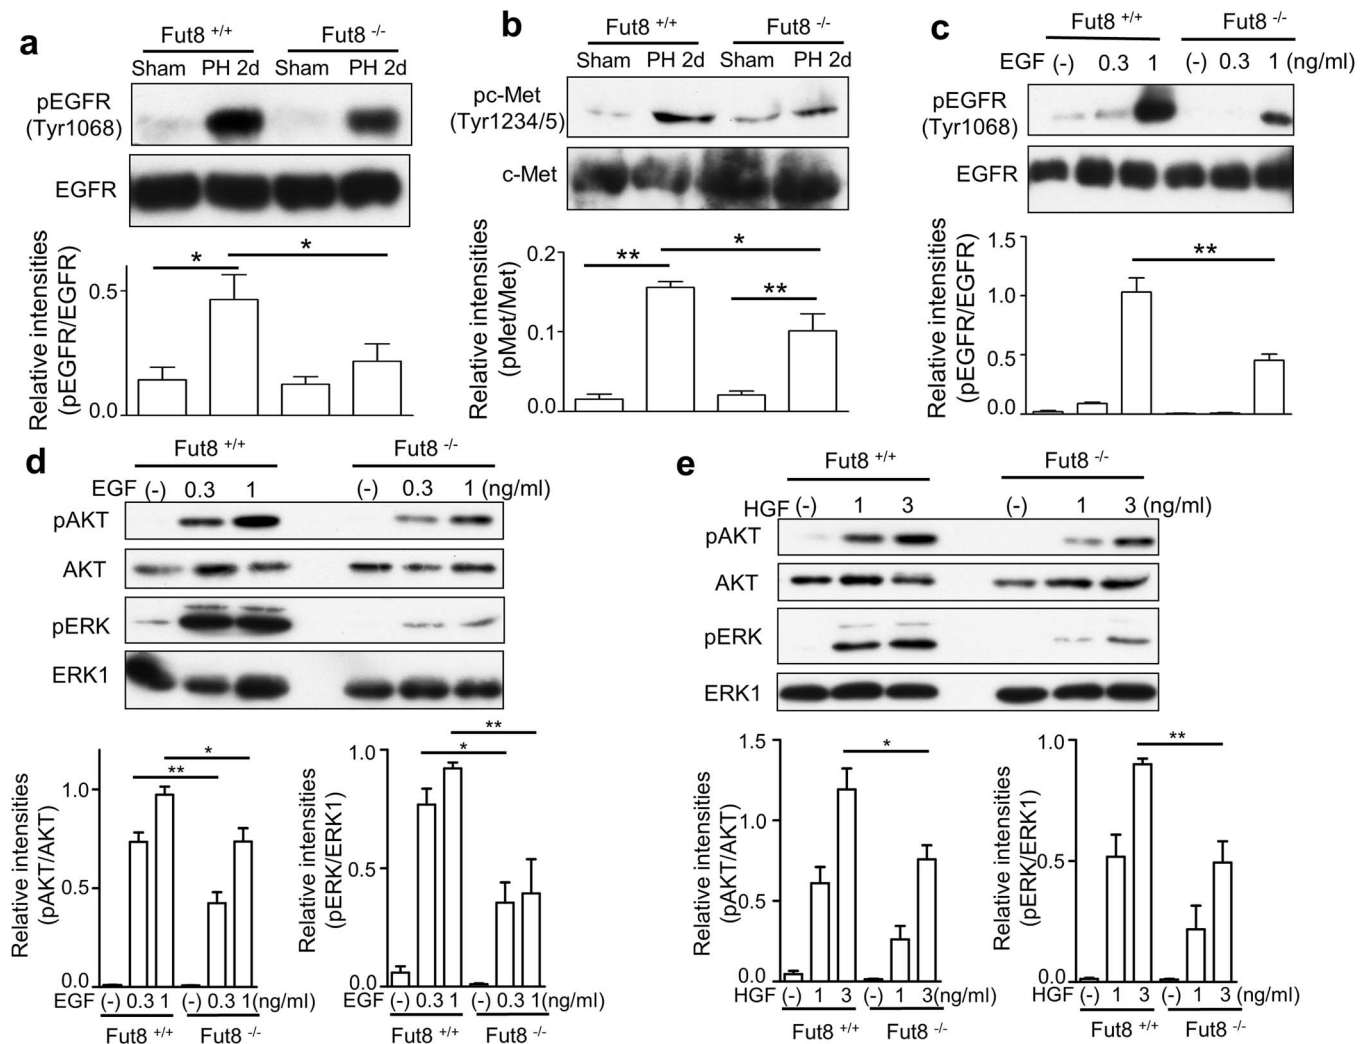 a
Fut8 +/+ Fut8 -/-
Sham PH 2d Sham PH 2d
pEGFR
(Tyr1068)
EGFR
Relative intensities
(pEGFR/EGFR)
* *
0.5
0.0
b
Fut8 +/+ Fut8 -/-
Sham PH 2d Sham PH 2d
pc-Met
(Tyr1234/5)
c-Met
Relative intensities
(pMet/Met)
0.2
** *
**
0.1
0.0
c
Fut8 +/+ Fut8 -/-
EGF (-) 0.3 1 (-) 0.3 1 (ng/ml)
pEGFR
(Tyr1068)
EGFR
Relative intensities
(pEGFR/EGFR)
1.5
**
1.0
0.5
0.0
d
Fut8 +/+ Fut8 -/-
EGF (-) 0.3 1 (-) 0.3 1 (ng/ml)
pAKT
AKT
pERK
ERK1
Relative intensities
(pAKT/AKT)
*
**
1.0
0.5
0.0
EGF (-) 0.3 1 (-) 0.3 1 (ng/ml)
Fut8 +/+ Fut8 -/-
Relative intensities
(pERK/ERK1)
**
*
1.0
0.5
0.0
EGF (-) 0.3 1 (-) 0.3 1 (ng/ml)
Fut8 +/+ Fut8 -/-
e
Fut8 +/+ Fut8 -/-
HGF (-) 1 3 (-) 1 3 (ng/ml)
pAKT
AKT
pERK
ERK1
Relative intensities
(pAKT/AKT)
1.5
*
1.0
0.5
0.0
HGF (-) 1 3 (-) 1 3 (ng/ml)
Fut8 +/+ Fut8 -/-
Relative intensities
(pERK/ERK1)
1.0
**
0.5
0.0
HGF (-) 1 3 (-) 1 3 (ng/ml)
Fut8 +/+ Fut8 -/-